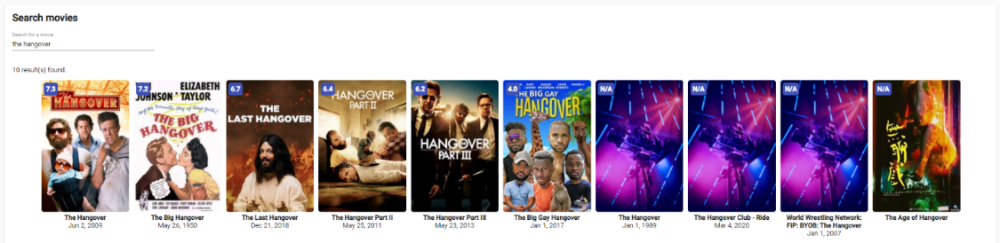 Search movies
Search for a movie
the hangover
10 result(s) found.
7.3
HANGOVER
The Hangover
Jun 2, 2009
7.2
ELIZABETH
JOHNSON TAYLOR
THE BIG
HANGOVER
The Big Hangover
May 26, 1950
6.7
THE
LAST HANGOVER
The Last Hangover
Dec 21, 2018
6.4
HANGOVER
PART II
The Hangover Part II
May 25, 2011
6.2
HANGOVER
PART III
The Hangover Part III
May 23, 2013
4.0
THE BIG GAY
HANGOVER
The Big Gay Hangover
Jan 1, 2017
N/A
The Hangover
Jan 1, 1989
N/A
The Hangover Club - Ride
Mar 4, 2020
N/A
World Wrestling Network:
FIP: BYOB: The Hangover
Jan 1, 2007
N/A
The Age of Hangover